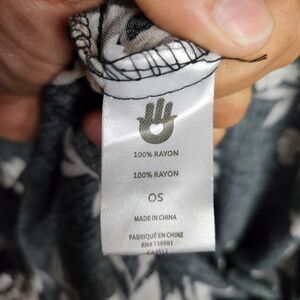 100% RAYON
100% RAYON
OS
MADE IN CHINA
FABRIQUÉ EN CHINE
RN# 136981